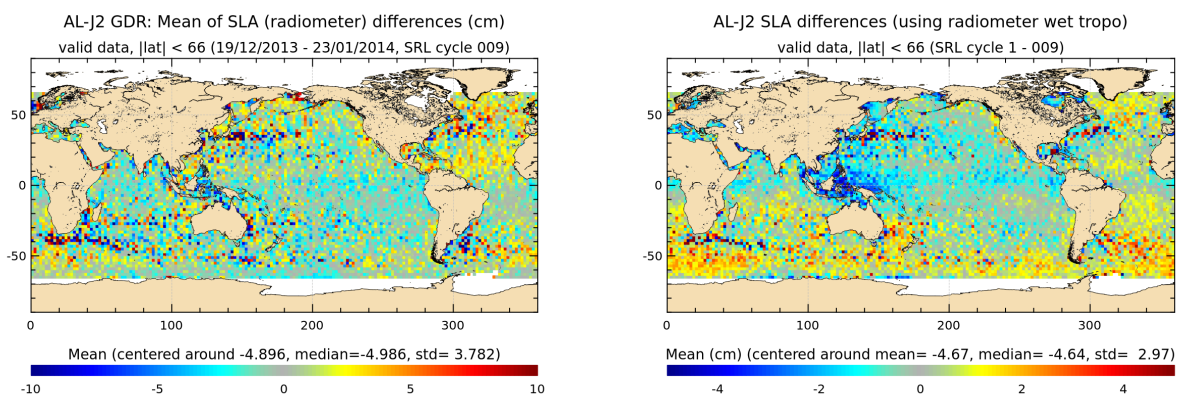 AL-J2 GDR: Mean of SLA (radiometer) differences (cm)
valid data, |lat| < 66 (19/12/2013 - 23/01/2014, SRL cycle 009)
50
0
-50
0 100 200 300
Mean (centered around -4.896, median=-4.986, std= 3.782)
-10 -5 0 5 10
AL-J2 SLA differences (using radiometer wet tropo)
valid data, |lat| < 66 (SRL cycle 1 - 009)
50
0
-50
0 100 200 300
Mean (cm) (centered around mean= -4.67, median= -4.64, std= 2.97)
-4 -2 0 2 4